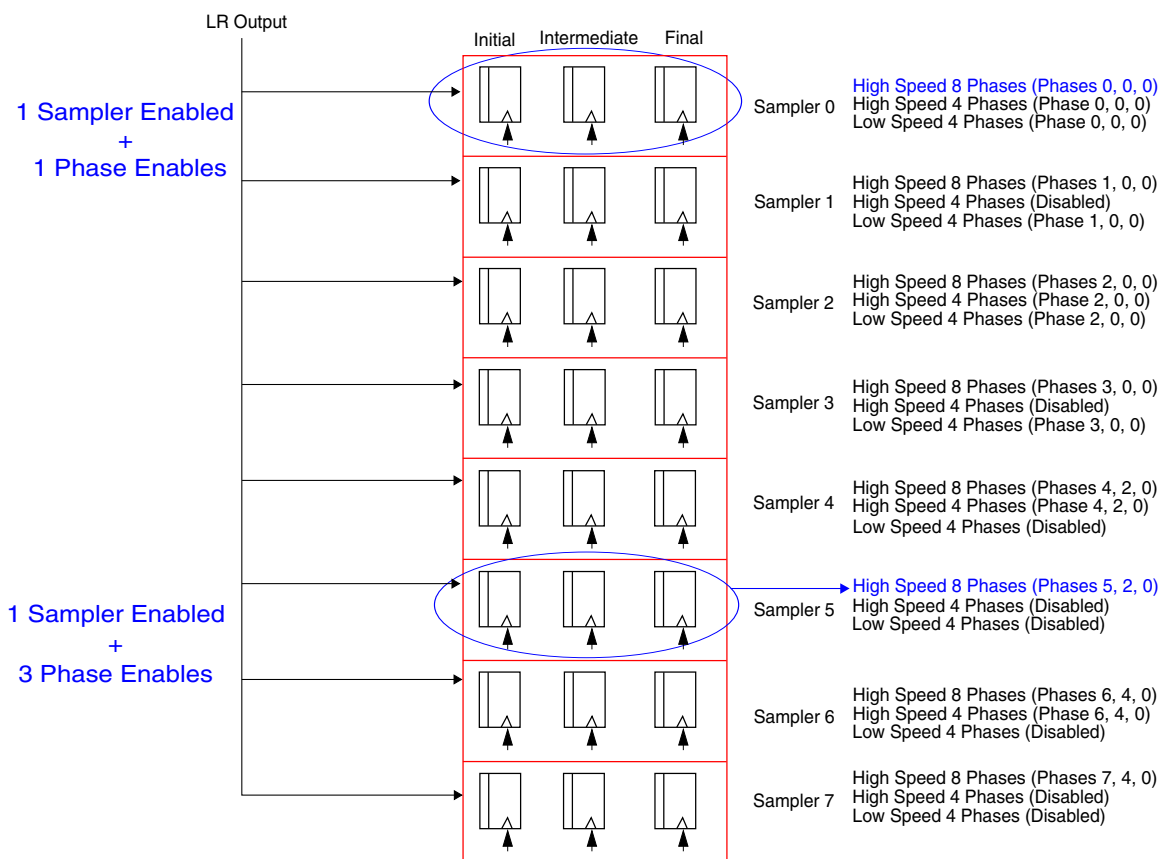 LR Output
Initial Intermediate Final
1 Sampler Enabled
+
1 Phase Enables
Sampler 0
High Speed 8 Phases (Phases 0, 0, 0)
High Speed 4 Phases (Phase 0, 0, 0)
Low Speed 4 Phases (Phase 0, 0, 0)
Sampler 1
High Speed 8 Phases (Phases 1, 0, 0)
High Speed 4 Phases (Disabled)
Low Speed 4 Phases (Phase 1, 0, 0)
Sampler 2
High Speed 8 Phases (Phases 2, 0, 0)
High Speed 4 Phases (Phase 2, 0, 0)
Low Speed 4 Phases (Phase 2, 0, 0)
Sampler 3
High Speed 8 Phases (Phases 3, 0, 0)
High Speed 4 Phases (Disabled)
Low Speed 4 Phases (Phase 3, 0, 0)
Sampler 4
High Speed 8 Phases (Phases 4, 2, 0)
High Speed 4 Phases (Phase 4, 2, 0)
Low Speed 4 Phases (Disabled)
1 Sampler Enabled
+
3 Phase Enables
Sampler 5
High Speed 8 Phases (Phases 5, 2, 0)
High Speed 4 Phases (Disabled)
Low Speed 4 Phases (Disabled)
Sampler 6
High Speed 8 Phases (Phases 6, 4, 0)
High Speed 4 Phases (Phase 6, 4, 0)
Low Speed 4 Phases (Disabled)
Sampler 7
High Speed 8 Phases (Phases 7, 4, 0)
High Speed 4 Phases (Disabled)
Low Speed 4 Phases (Disabled)